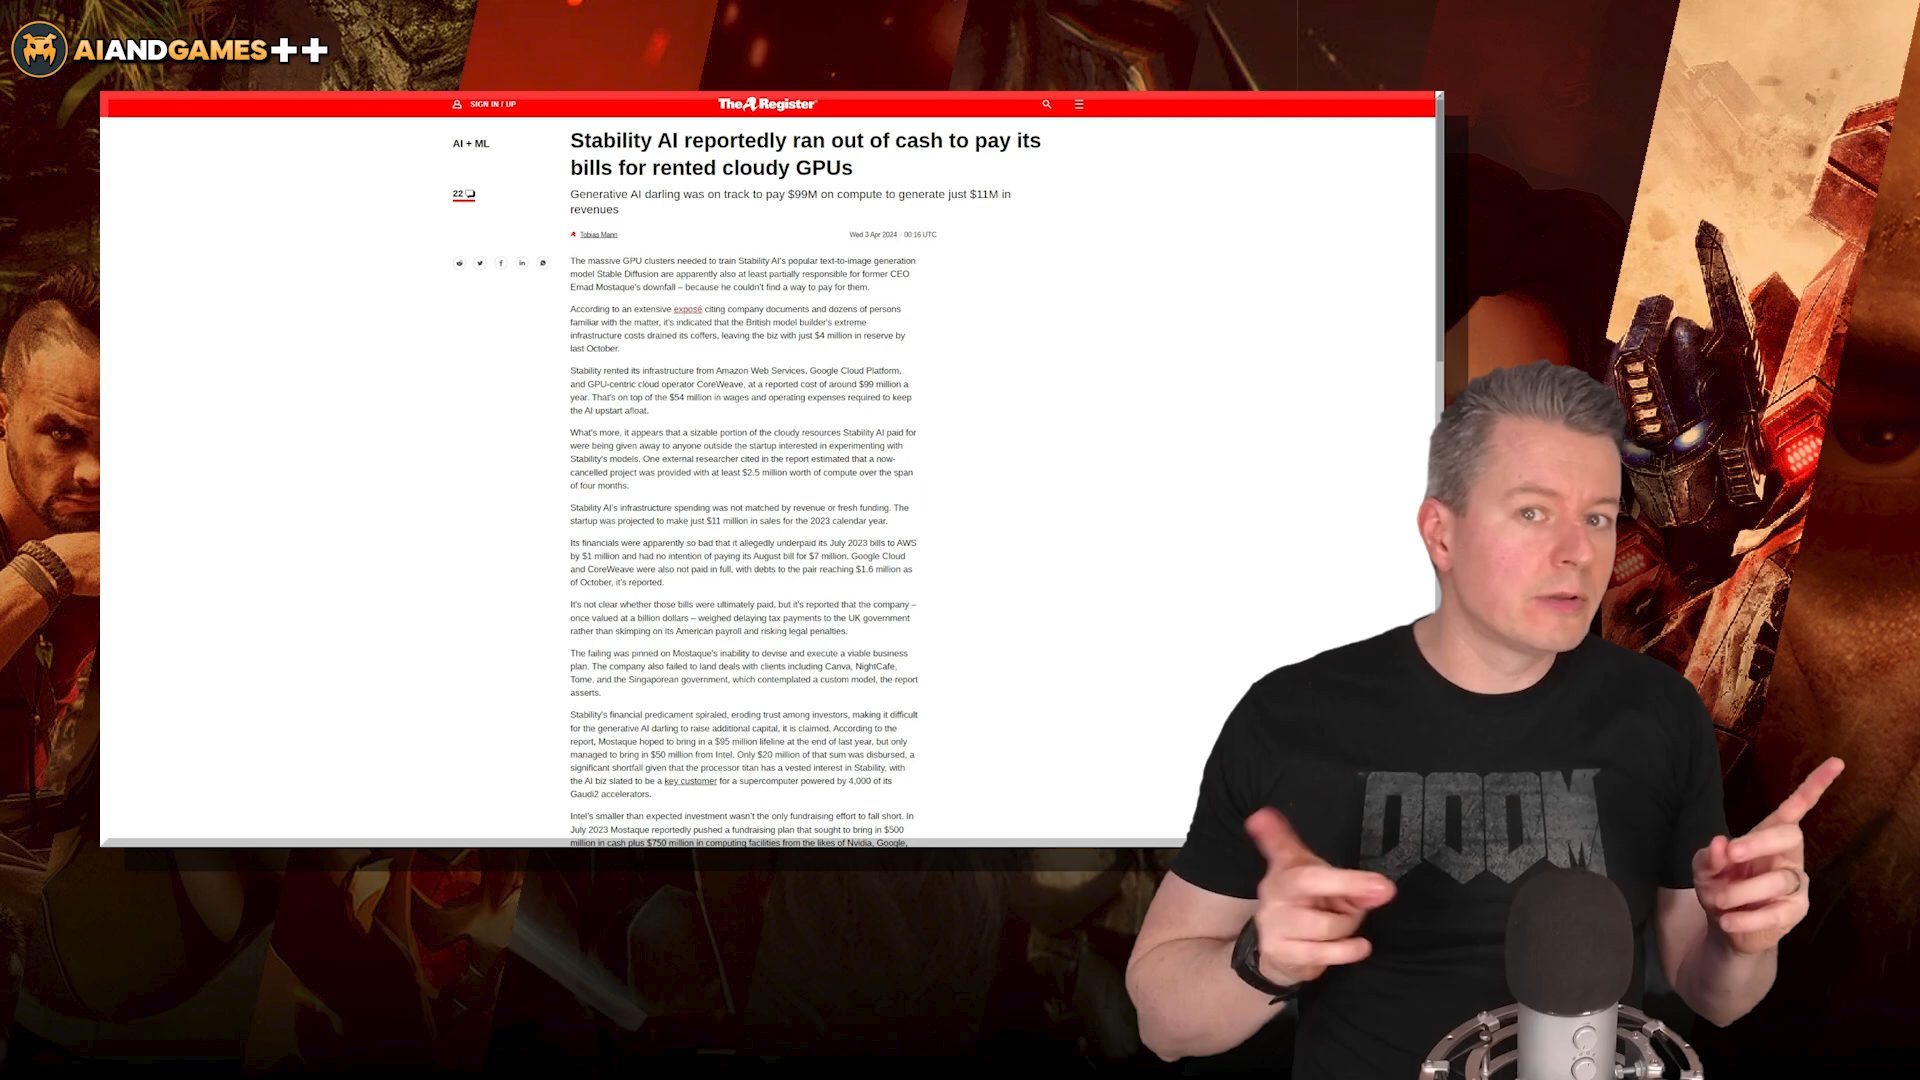 AIANDGAMES++
SIGN IN / UP
The Register
AI + ML
Stability AI reportedly ran out of cash to pay its
bills for rented cloudy GPUs
22
Generative AI darling was on track to pay $99M on compute to generate just $11M in
revenues
Tobias Mann
Wed 3 Apr 2024 00:16 UTC
The massive GPU clusters needed to train Stability AI's popular text-to-image generation
model Stable Diffusion are apparently also at least partially responsible for former CEO
Emad Mostaque's downfall – because he couldn't find a way to pay for them.
According to an extensive exposé citing company documents and dozens of persons
familiar with the matter, it's indicated that the British model builder's extreme
infrastructure costs drained its coffers, leaving the biz with just $4 million in reserve by
last October.
Stability rented its infrastructure from Amazon Web Services, Google Cloud Platform,
and GPU-centric cloud operator CoreWeave, at a reported cost of around $99 million a
year. That's on top of the $54 million in wages and operating expenses required to keep
the AI upstart afloat.
What's more, it appears that a sizable portion of the cloudy resources Stability AI paid for
were being given away to anyone outside the startup interested in experimenting with
Stability's models. One external researcher cited in the report estimated that a now-
cancelled project was provided with at least $2.5 million worth of compute over the span
of four months.
Stability AI's infrastructure spending was not matched by revenue or fresh funding. The
startup was projected to make just $11 million in sales for the 2023 calendar year.
Its financials were apparently so bad that it allegedly underpaid its July 2023 bills to AWS
by $1 million and had no intention of paying its August bill for $7 million. Google Cloud
and CoreWeave were also not paid in full, with debts to the pair reaching $1.6 million as
of October, it's reported.
It's not clear whether those bills were ultimately paid, but it's reported that the company –
once valued at a billion dollars – weighed delaying tax payments to the UK government
rather than skimping on its American payroll and risking legal penalties.
The failing was pinned on Mostaque's inability to devise and execute a viable business
plan. The company also failed to land deals with clients including Canva, NightCafe,
Tome, and the Singaporean government, which contemplated a custom model, the report
asserts.
Stability's financial predicament spiraled, eroding trust among investors, making it difficult
for the generative AI darling to raise additional capital, it is claimed. According to the
report, Mostaque hoped to bring in a $95 million lifeline at the end of last year, but only
managed to bring in $50 million from Intel. Only $20 million of that sum was disbursed, a
significant shortfall given that the processor titan has a vested interest in Stability, with
the AI biz slated to be a key customer for a supercomputer powered by 4,000 of its
Gaudi2 accelerators.
Intel's smaller than expected investment wasn't the only fundraising effort to fall short. In
July 2023 Mostaque reportedly pushed a fundraising plan that sought to bring in $500
million in cash plus $750 million in computing facilities from the likes of Nvidia, Google,
DOOM